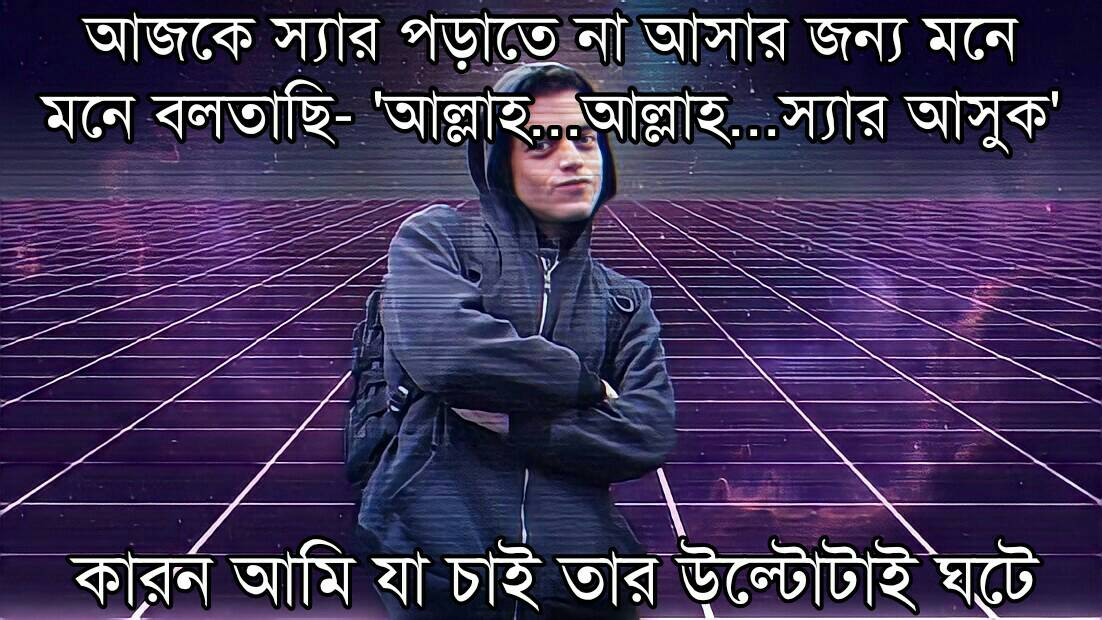 আজকে স্যার পড়াতে না আসার জন্য মনে
মনে বলতাছি- 'আল্লাহ...আল্লাহ...স্যার আসুক'
কারন আমি যা চাই তার উল্টোটাই ঘটে